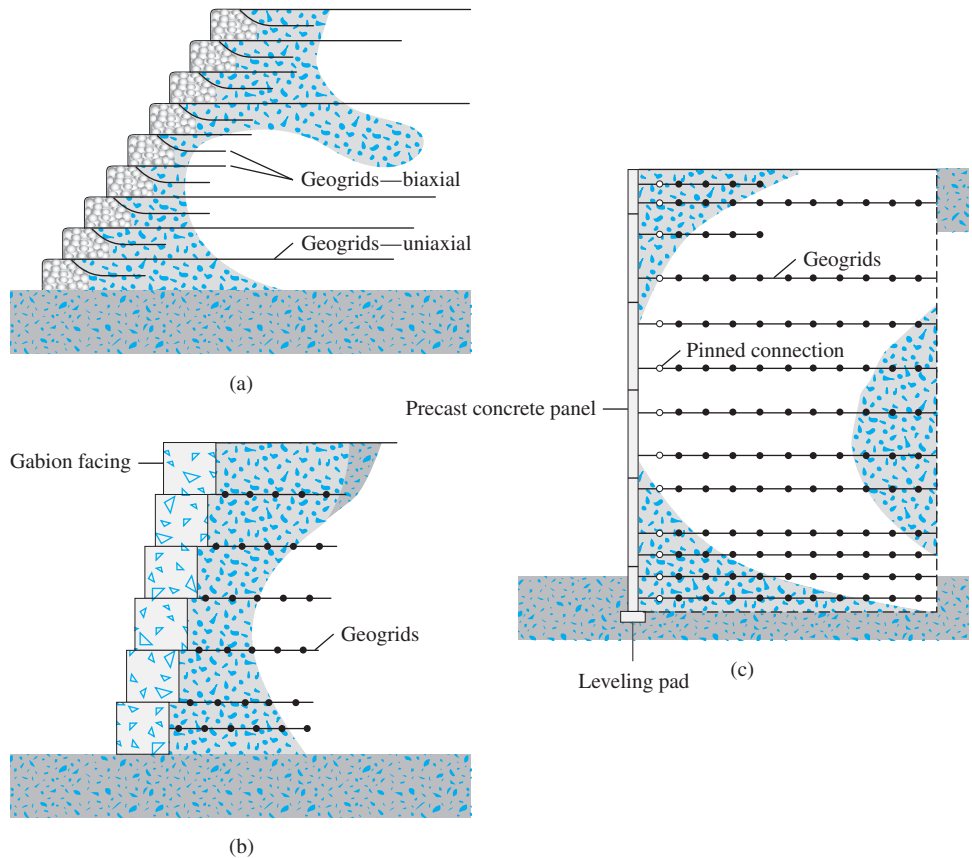 Geogrids—biaxial
Geogrids—uniaxial
(a)
Gabion facing
Geogrids
(b)
Geogrids
Pinned connection
Precast concrete panel
Leveling pad
(c)